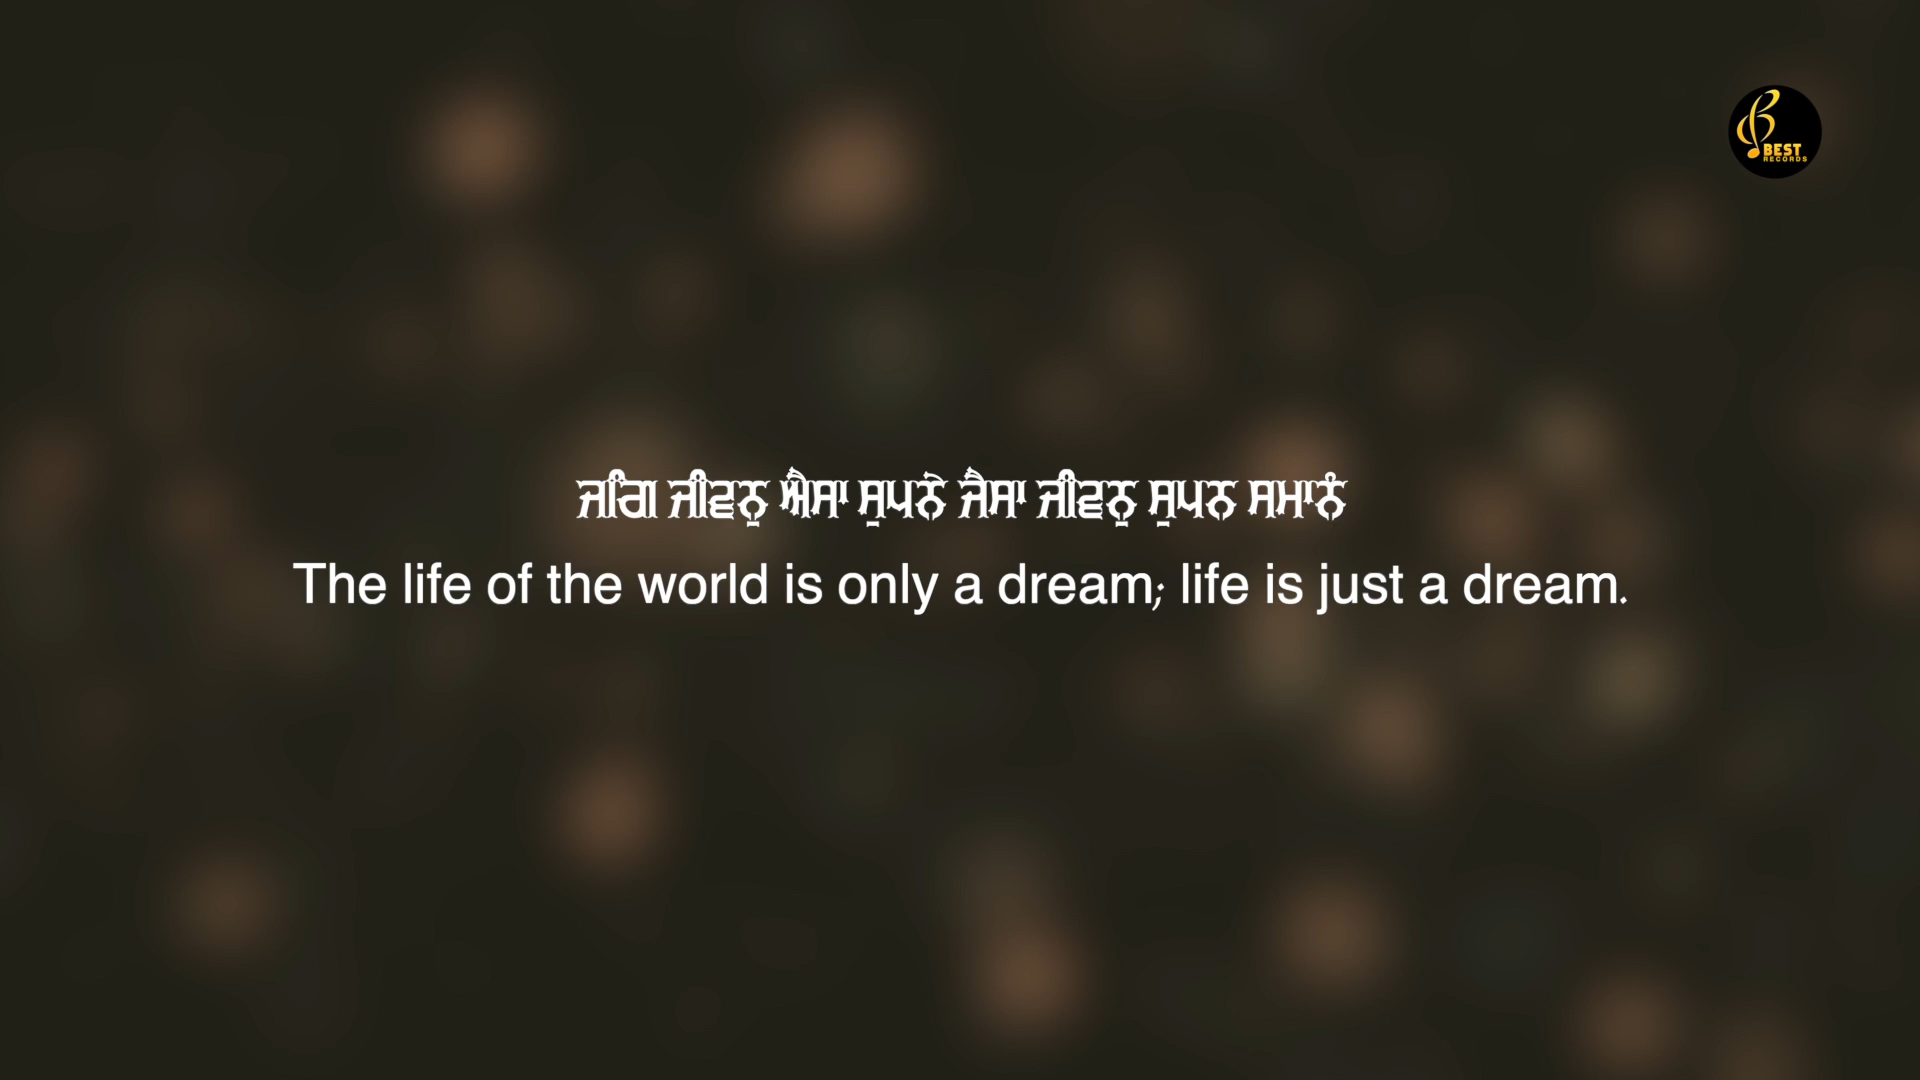 BEST
RECORDS
ਜਗਿ ਜੀਵਨੁ ਐਸਾ ਸੁਪਨੇ ਜੈਸਾ ਜੀਵਨੁ ਸੁਪਨ ਸਮਾਨੰ
The life of the world is only a dream; life is just a dream.